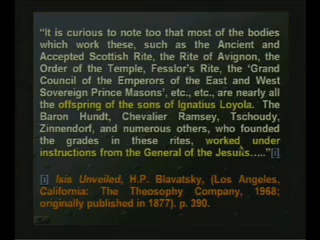 “It is curious to note too that most of the bodies
which work these, such as the Ancient and
Accepted Scottish Rite, the Rite of Avignon, the
Order of the Temple, Fessler's Rite, the ‘Grand
Council of the Emperors of the East and West
Sovereign Prince Masons’, etc., etc., are nearly all
the offspring of the sons of Ignatius Loyola. The
Baron Hundt, Chevalier Ramsey, Tschoudy,
Zinnendorf, and numerous others, who founded
the grades in these rites, worked under
instructions from the General of the Jesuits…..”[i]
[i] Isis Unveiled, H.P. Blavatsky, (Los Angeles,
California: The Theosophy Company, 1968;
originally published in 1877). p. 390.